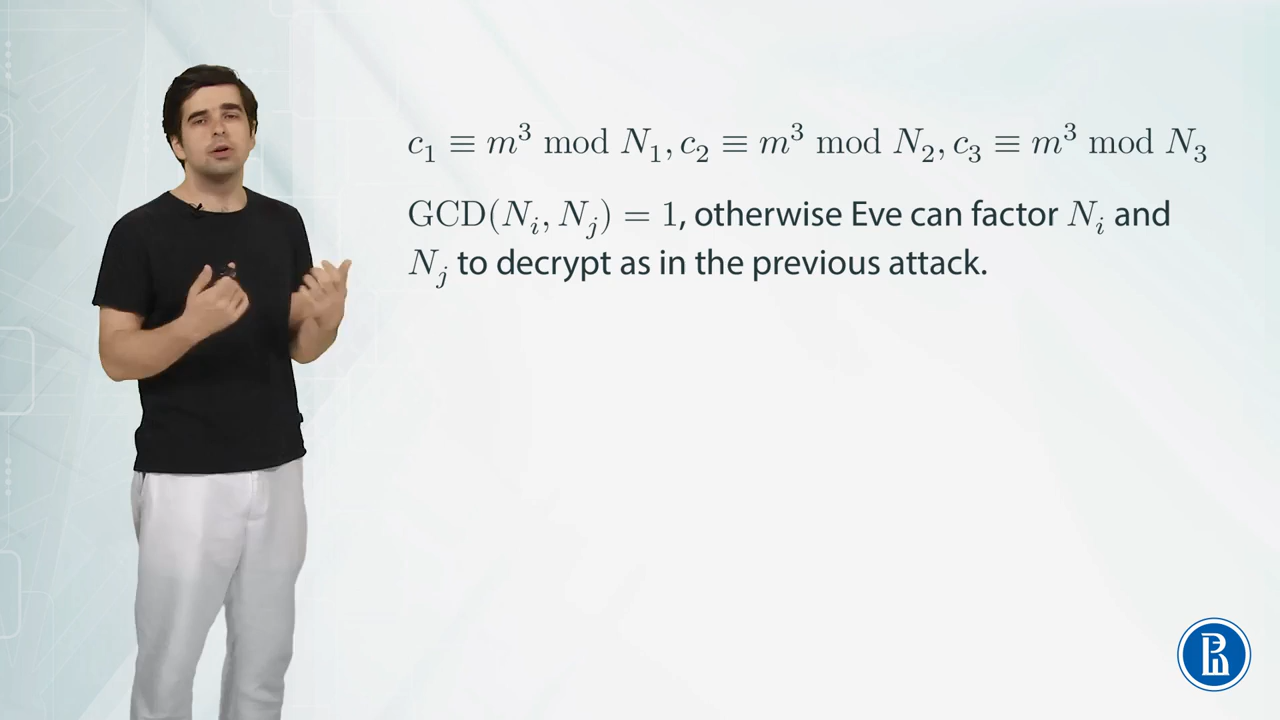 c₁ ≡ m³ mod N₁, c₂ ≡ m³ mod N₂, c₃ ≡ m³ mod N₃
GCD(Nᵢ, Nⱼ) = 1, otherwise Eve can factor Nᵢ and
Nⱼ to decrypt as in the previous attack.